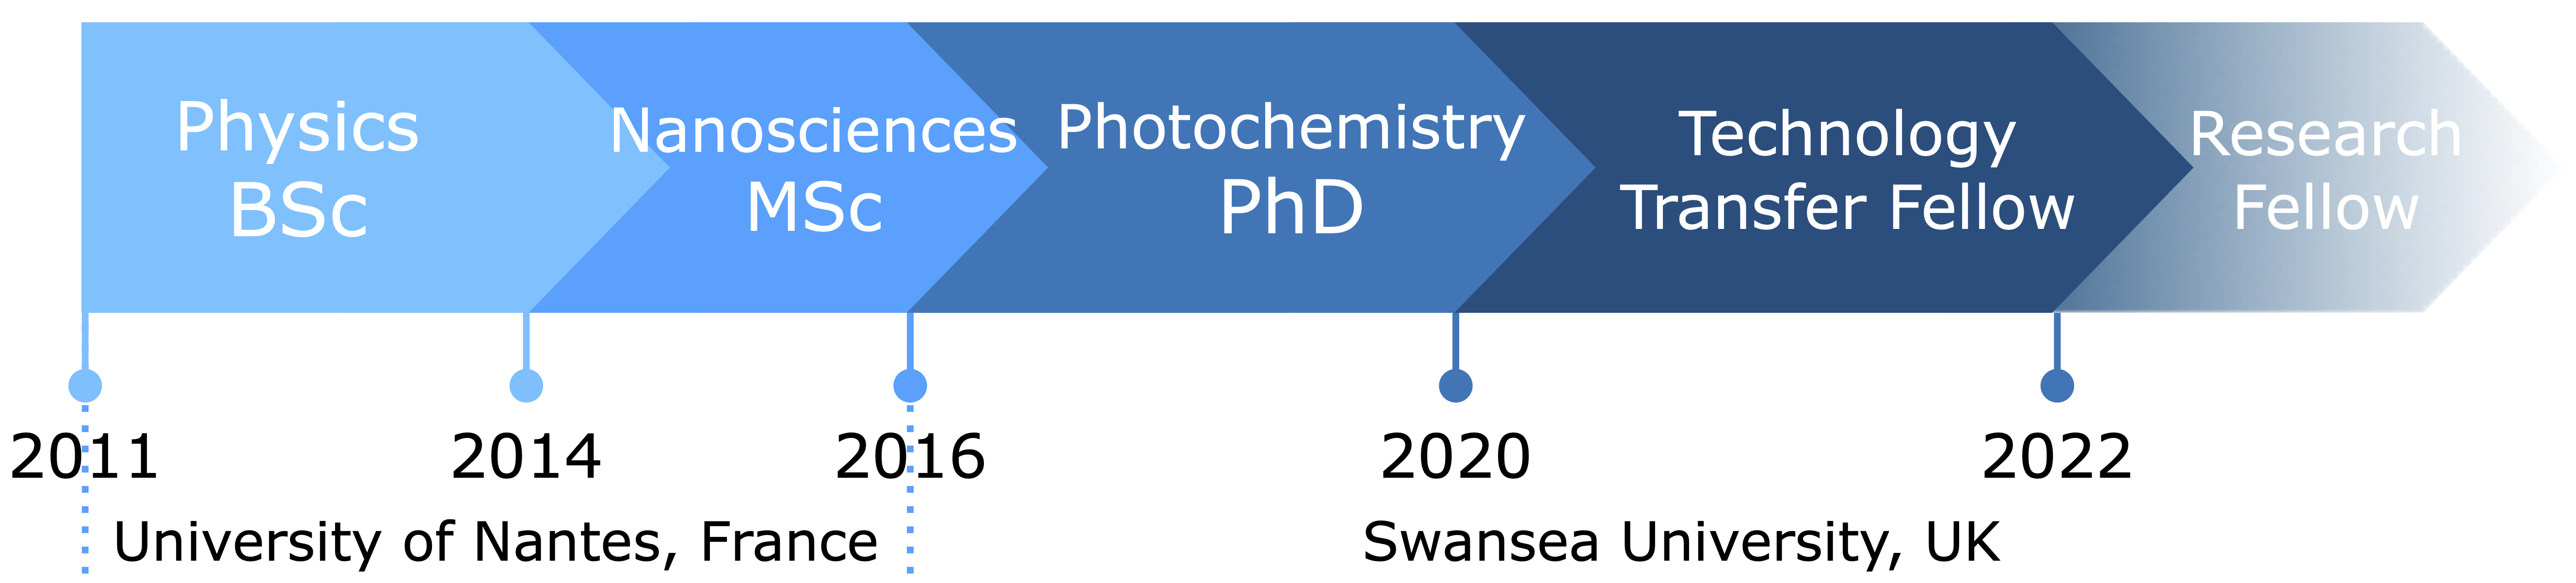 Physics
BSc
Nanosciences
MSc
Photochemistry
PhD
Technology
Transfer Fellow
Research
Fellow
2011
2014
2016
2020
2022
University of Nantes, France
Swansea University, UK